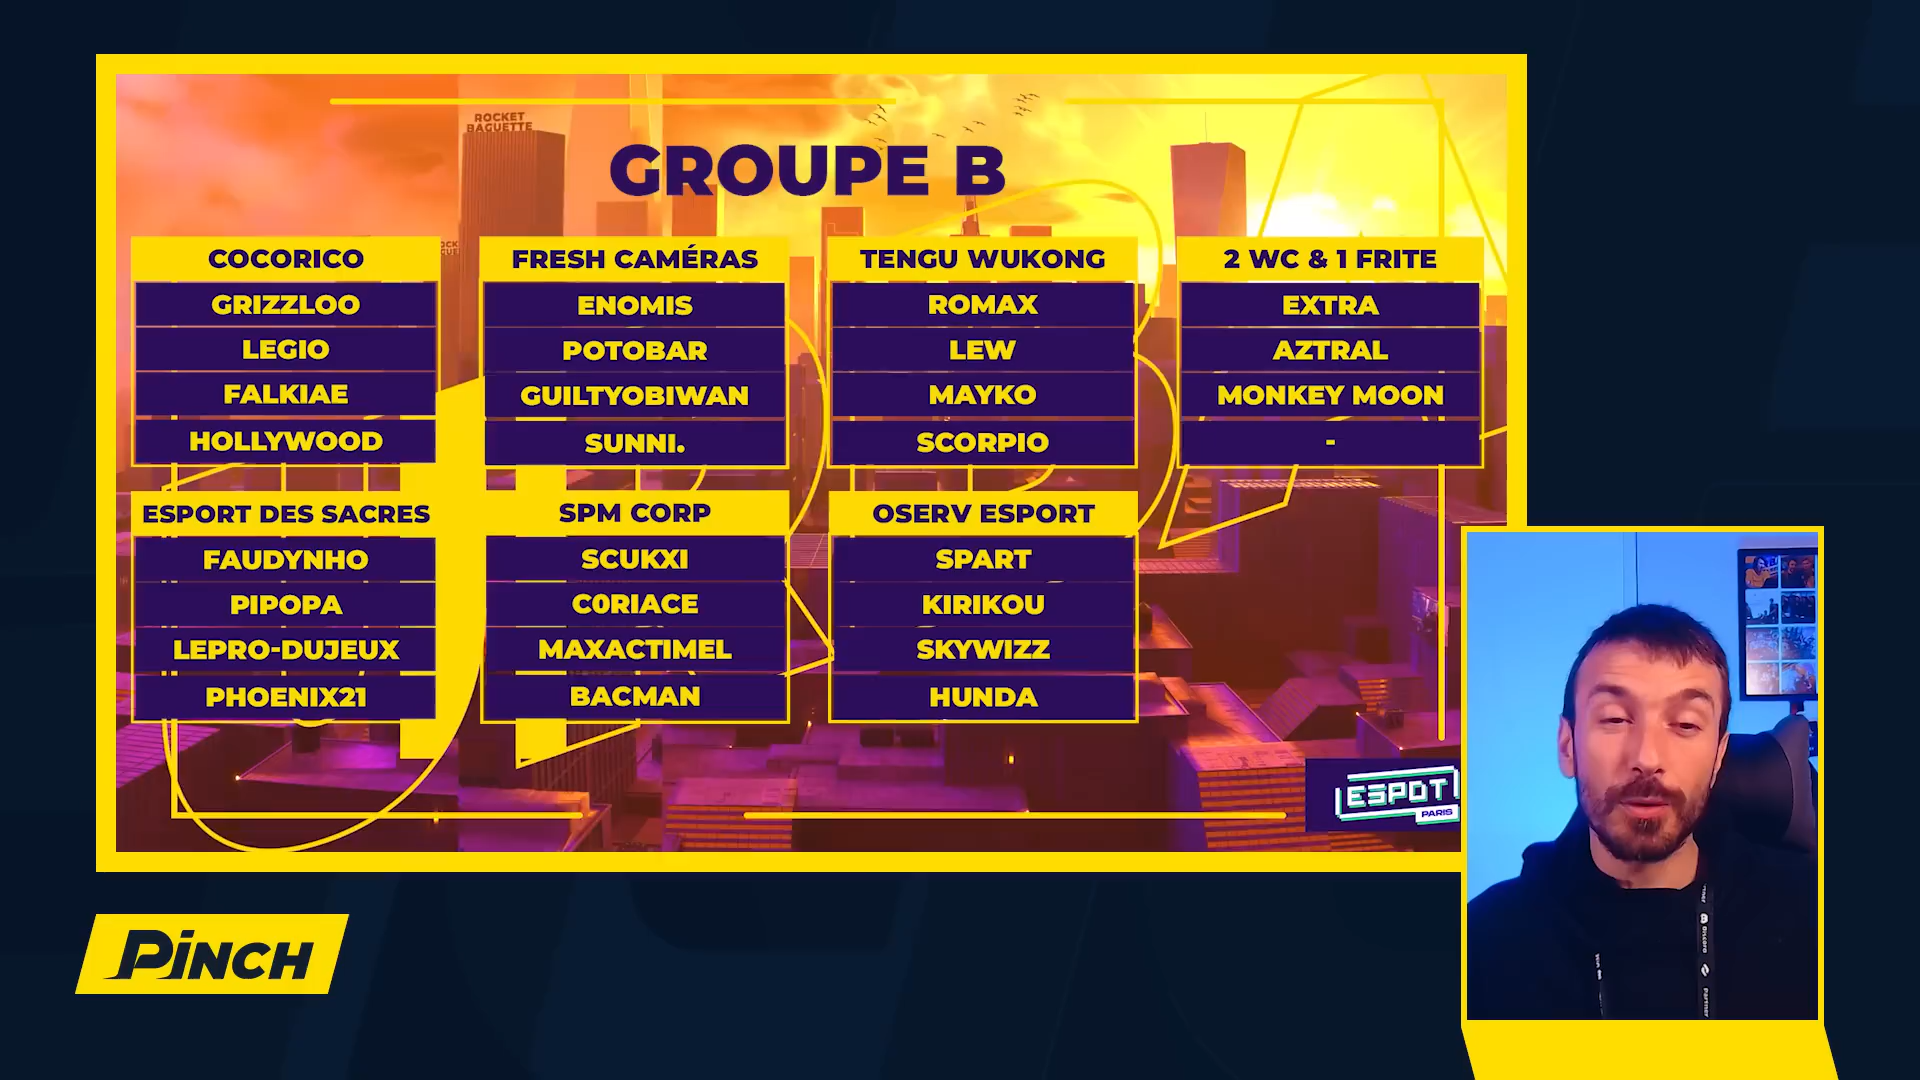 ROCKET
BAGUETTE
GROUPE B
COCORICO
GRIZZLOO
LEGIO
FALKIAE
HOLLYWOOD
FRESH CAMÉRAS
ENOMIS
POTOBAR
GUILTYOBIWAN
SUNNI.
TENGU WUKONG
ROMAX
LEW
MAYKO
SCORPIO
2 WC & 1 FRITE
EXTRA
AZTRAL
MONKEY MOON
-
ESPORT DES SACRES
FAUDYNHO
PIPOPA
LEPRO-DUJEUX
PHOENIX21
SPM CORP
SCUKXI
C0RIACE
MAXACTIMEL
BACMAN
OSERV ESPORT
SPART
KIRIKOU
SKYWIZZ
HUNDA
ESPOT
PARIS
PINCH